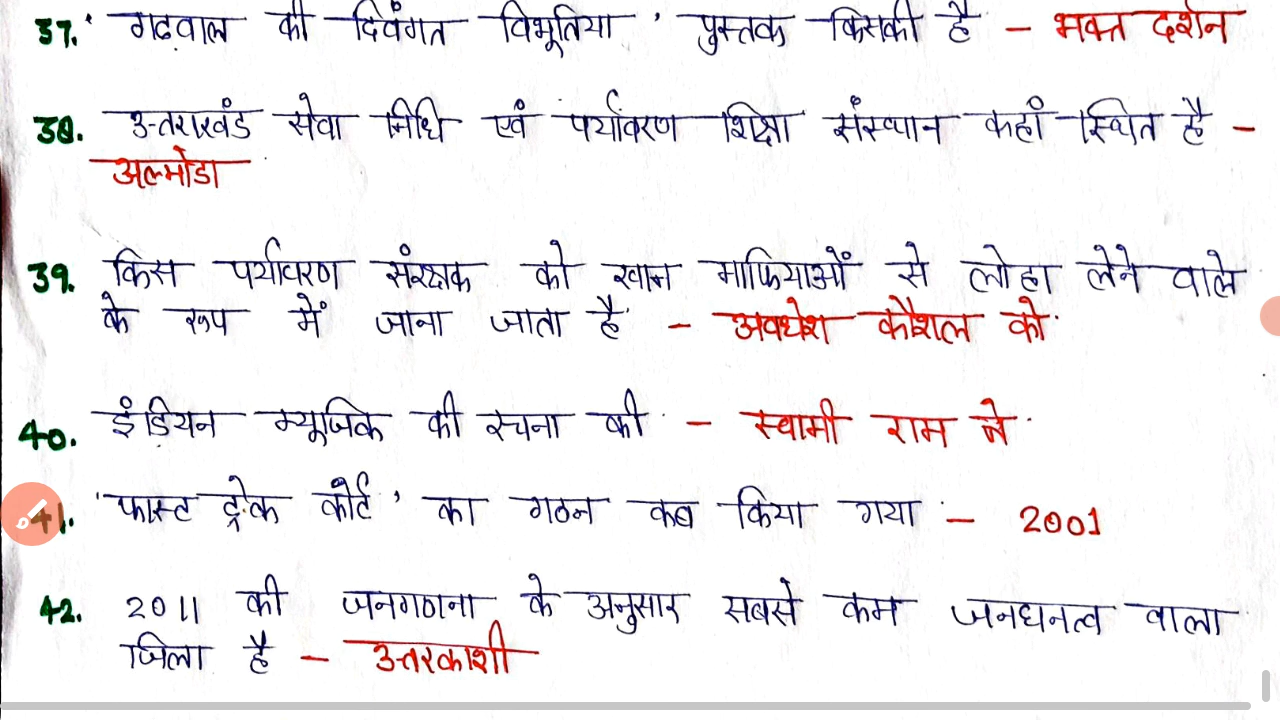 37. 'गढ़वाल की दिवंगत विभूतिया' पुस्तक किसकी है - भक्त दर्शन
38. उत्तराखंड सेवा निधि एवं पर्यावरण शिक्षा संस्थान कहाँ स्थित है -
अल्मोडा
39. किस पर्यावरण संरक्षक को खान माफियाओं से लोहा लेने वाले
के रूप में जाना जाता है - अवधेश कौशल को
40. इंडियन म्यूजिक की रचना की - स्वामी राम ने
41. 'फास्ट ट्रेक कोर्ट' का गठन कब किया गया - 2001
42. 2011 की जनगणना के अनुसार सबसे कम जनघनत्व वाला
जिला है - उत्तरकाशी